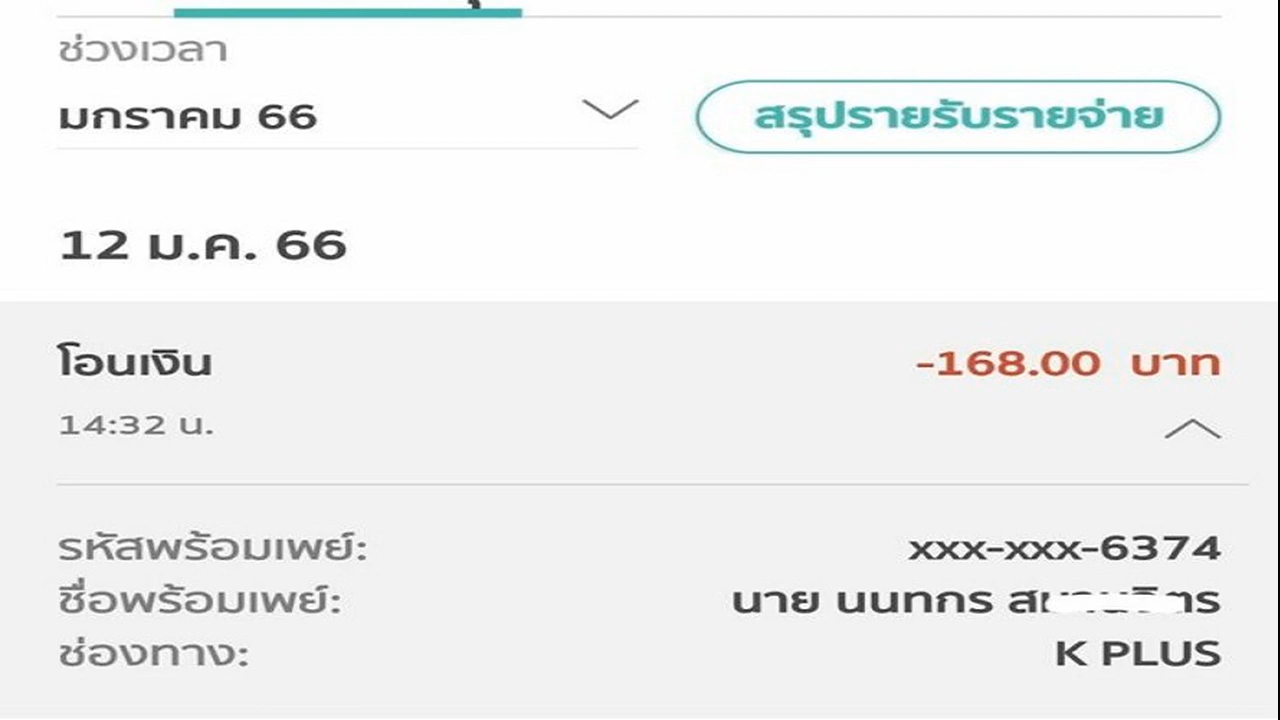 ช่วงเวลา
มกราคม 66
สรุปรายรับรายจ่าย
12 ม.ค. 66
โอนเงิน -168.00 บาท
14:32 น.
รหัสพร้อมเพย์: xxx-xxx-6374
ชื่อพร้อมเพย์: นาย นนทกร
ช่องทาง: K PLUS